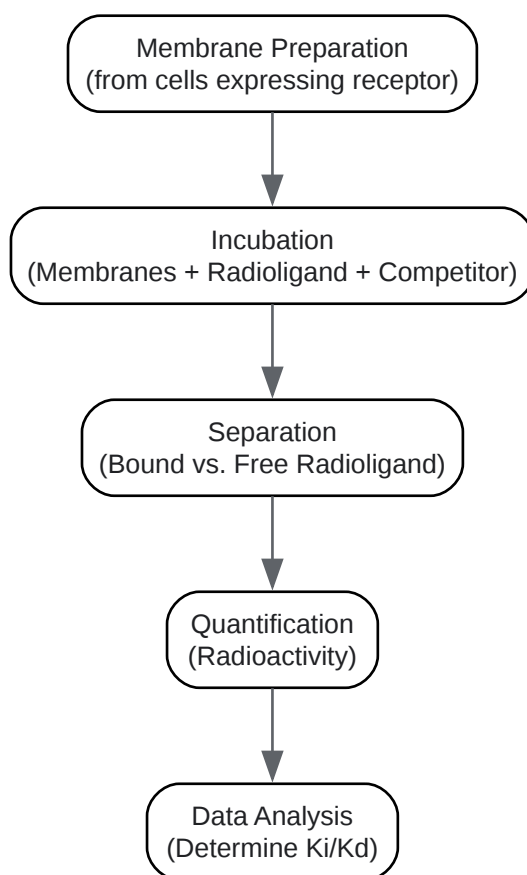 Membrane Preparation
(from cells expressing receptor)
Incubation
(Membranes + Radioligand + Competitor)
Separation
(Bound vs. Free Radioligand)
Quantification
(Radioactivity)
Data Analysis
(Determine Ki/Kd)